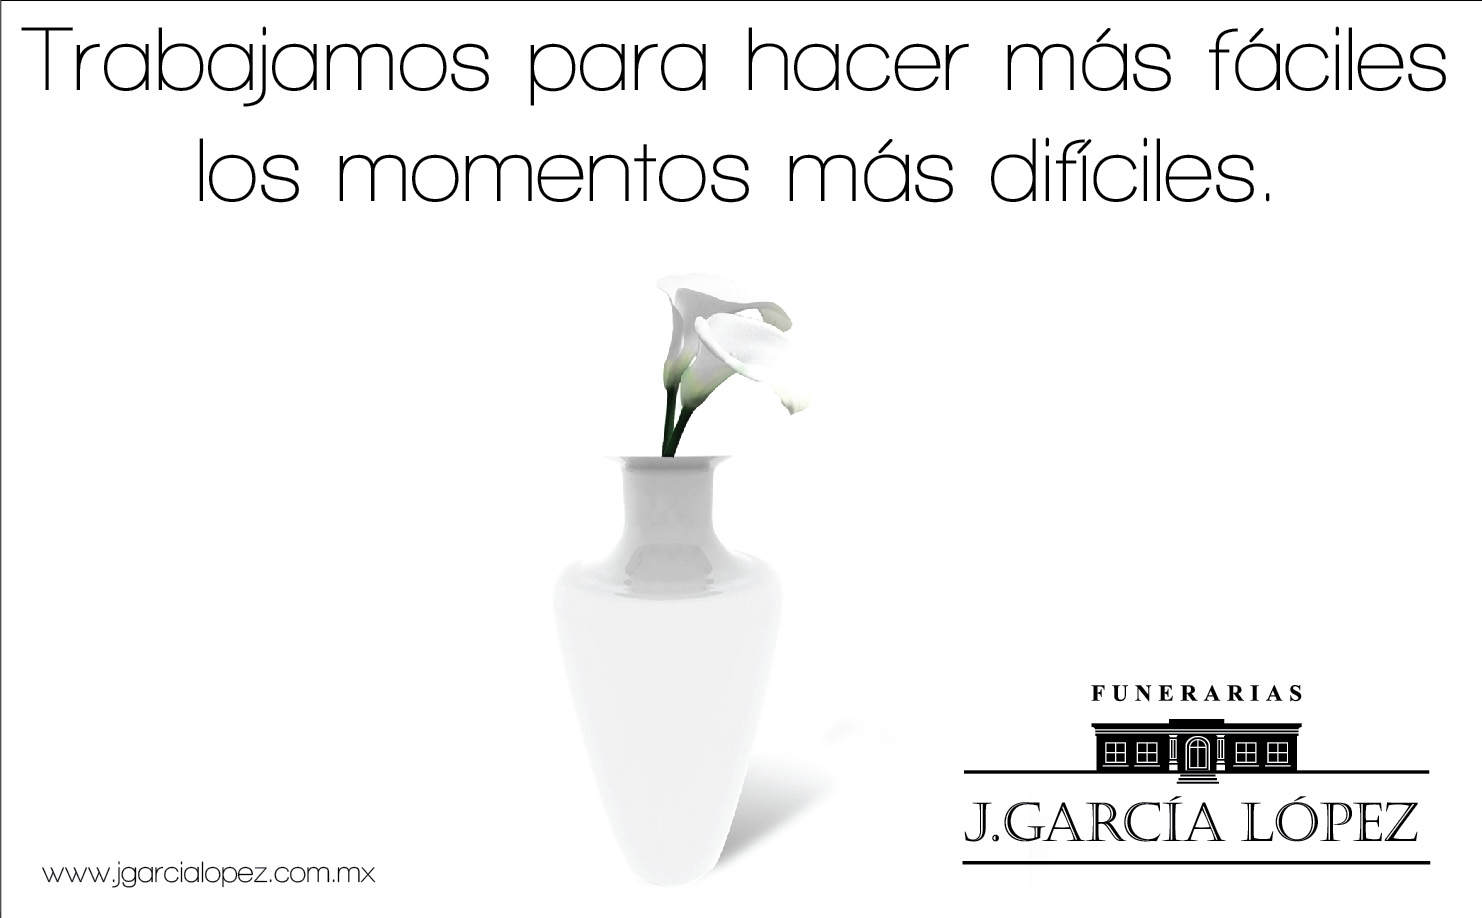 Trabajamos para hacer más fáciles
los momentos más difíciles.
FUNERARIAS
J.GARCÍA LÓPEZ
www.jgarcialopez.com.mx